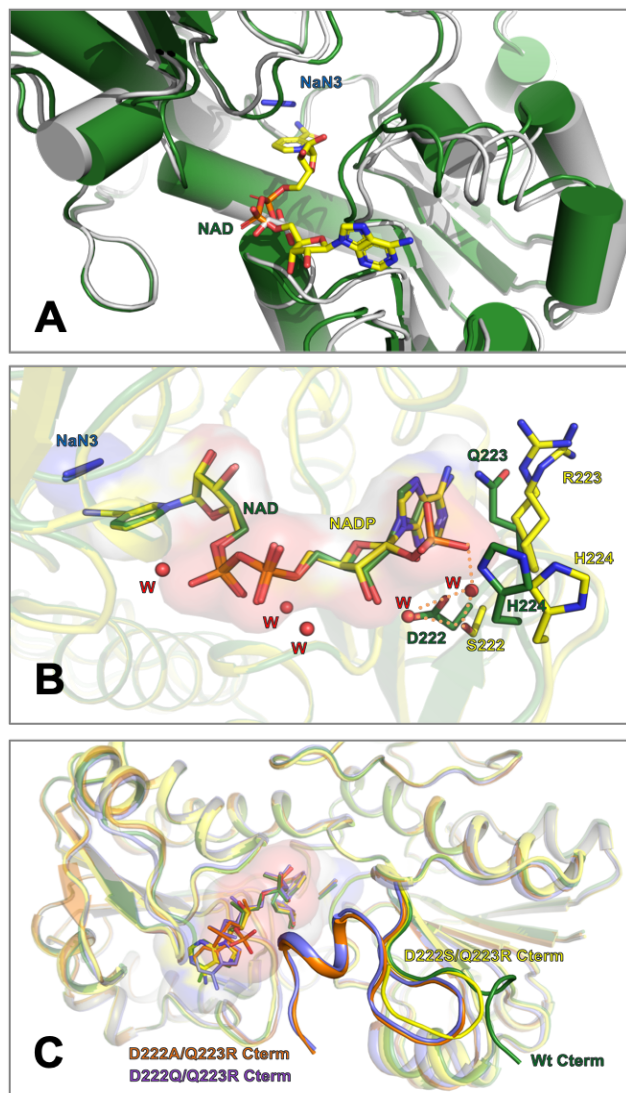 NaN3
NAD
A
NaN3
Q223
R223
NAD
NADP
H224
W
W
W
H224
W
D222
S222
W
B
D222S/Q223R Cterm
D222A/Q223R Cterm
D222Q/Q223R Cterm
Wt Cterm
C